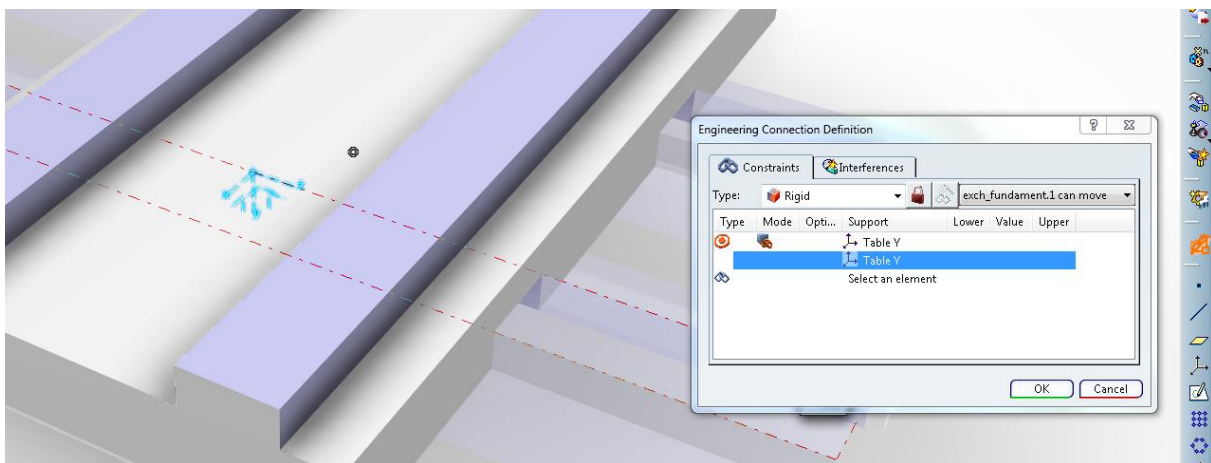 Engineering Connection Definition
Constraints Interferences
Type: Rigid exch_fundament.1 can move
Type Mode Opti... Support Lower Value Upper
Table Y
Table Y
Select an element
OK Cancel